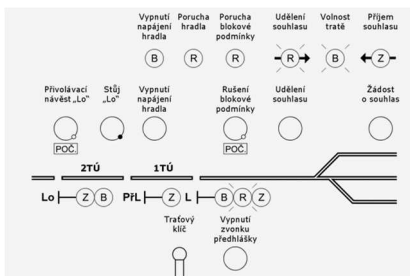 Vypnutí napájení hradla
Porucha hradla
Porucha blokové podmínky
Udělení souhlasu
Volnost tratě
Příjem souhlasu
B R R R B Z
Přivolávací návěst „Lo“
Stůj „Lo“
Vypnutí napájení hradla
Rušení blokové podmínky
Udělení souhlasu
Žádost o souhlas
POČ. POČ.
2TÚ 1TÚ
Lo Z B PřL Z L B R Z
Traťový klíč
Vypnutí zvonku předhlášky